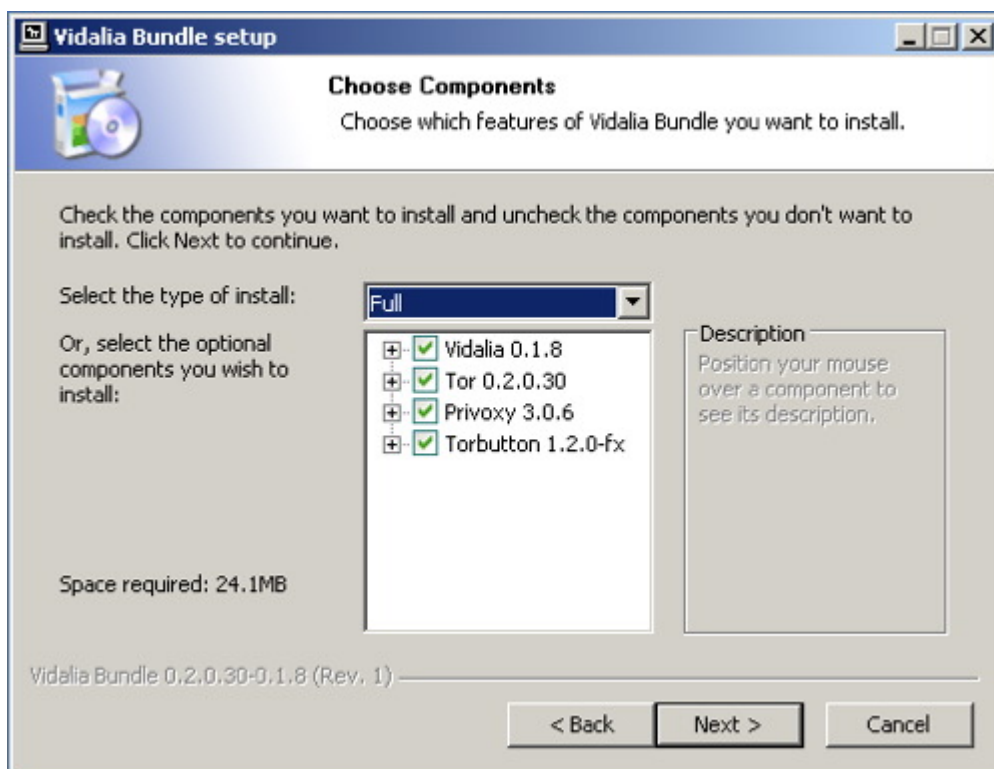 Vidalia Bundle setup
Choose Components
Choose which features of Vidalia Bundle you want to install.
Check the components you want to install and uncheck the components you don't want to
install. Click Next to continue.
Select the type of install:
Full
Or, select the optional
components you wish to
install:
Vidalia 0.1.8
Tor 0.2.0.30
Privoxy 3.0.6
Torbutton 1.2.0-fx
Description
Position your mouse
over a component to
see its description.
Space required: 24.1MB
Vidalia Bundle 0.2.0.30-0.1.8 (Rev. 1)
< Back
Next >
Cancel